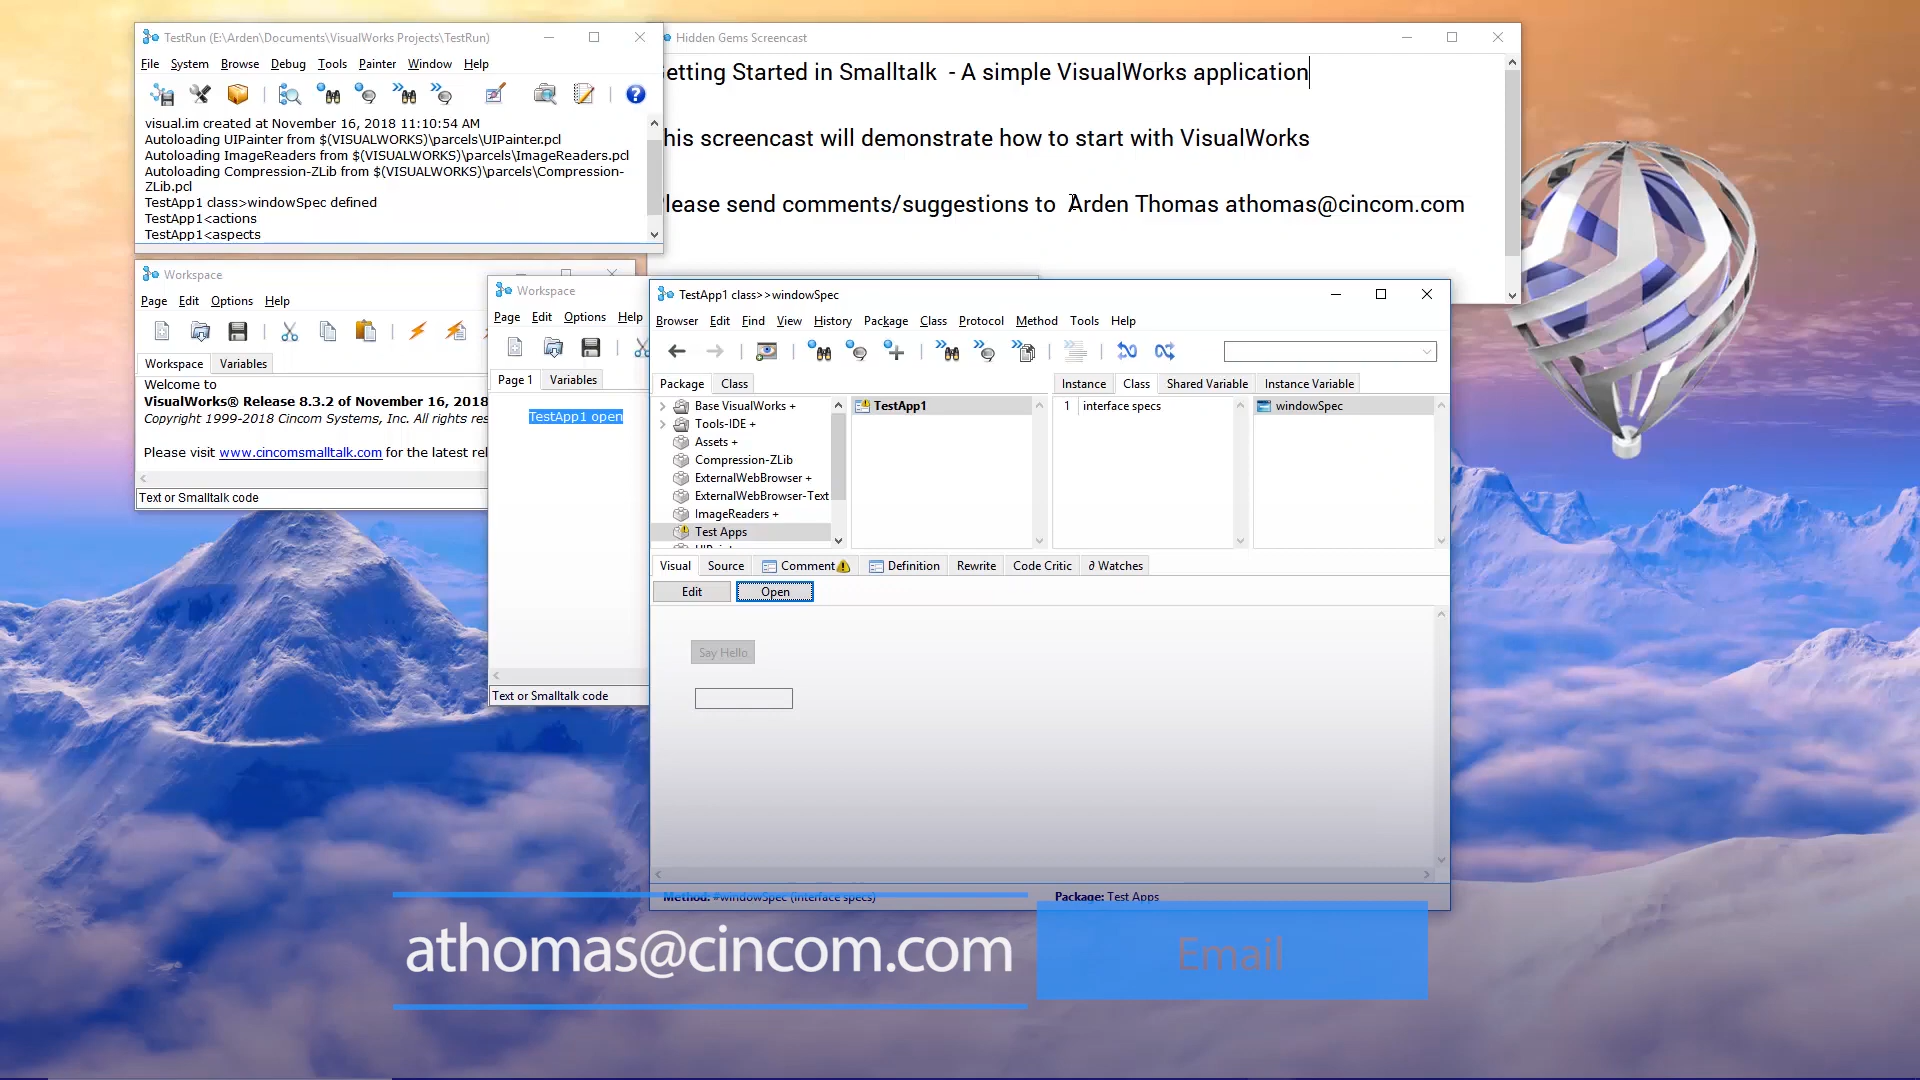 TestRun (E:\Arden\Documents\VisualWorks Projects\TestRun)
File System Browse Debug Tools Painter Window Help
visual.im created at November 16, 2018 11:10:54 AM
Autoloading UIPainter from $(VISUALWORKS)\parcels\UIPainter.pcl
Autoloading ImageReaders from $(VISUALWORKS)\parcels\ImageReaders.pcl
Autoloading Compression-ZLib from $(VISUALWORKS)\parcels\Compression-
ZLib.pcl
TestApp1 class>windowSpec defined
TestApp1<actions
TestApp1<aspects
Hidden Gems Screencast
etting Started in Smalltalk - A simple VisualWorks application
his screencast will demonstrate how to start with VisualWorks
lease send comments/suggestions to Arden Thomas athomas@cincom.com
Workspace
Page Edit Options Help
Workspace Variables
Welcome to
VisualWorks® Release 8.3.2 of November 16, 2018
Copyright 1999-2018 Cincom Systems, Inc. All rights res
Please visit www.cincomsmalltalk.com for the latest rel
Text or Smalltalk code
Workspace
Page Edit Options Help
Page 1 Variables
TestApp1 open
Text or Smalltalk code
TestApp1 class>>windowSpec
Browser Edit Find View History Package Class Protocol Method Tools Help
Package Class
Instance Class Shared Variable Instance Variable
Base VisualWorks +
Tools-IDE +
Assets +
Compression-ZLib
ExternalWebBrowser +
ExternalWebBrowser-Text
ImageReaders +
Test Apps
TestApp1
1 interface specs
windowSpec
Visual Source Comment Definition Rewrite Code Critic ∂ Watches
Edit Open
Say Hello
Method: #windowSpec (interface specs)
Package: Test Apps
athomas@cincom.com
Email